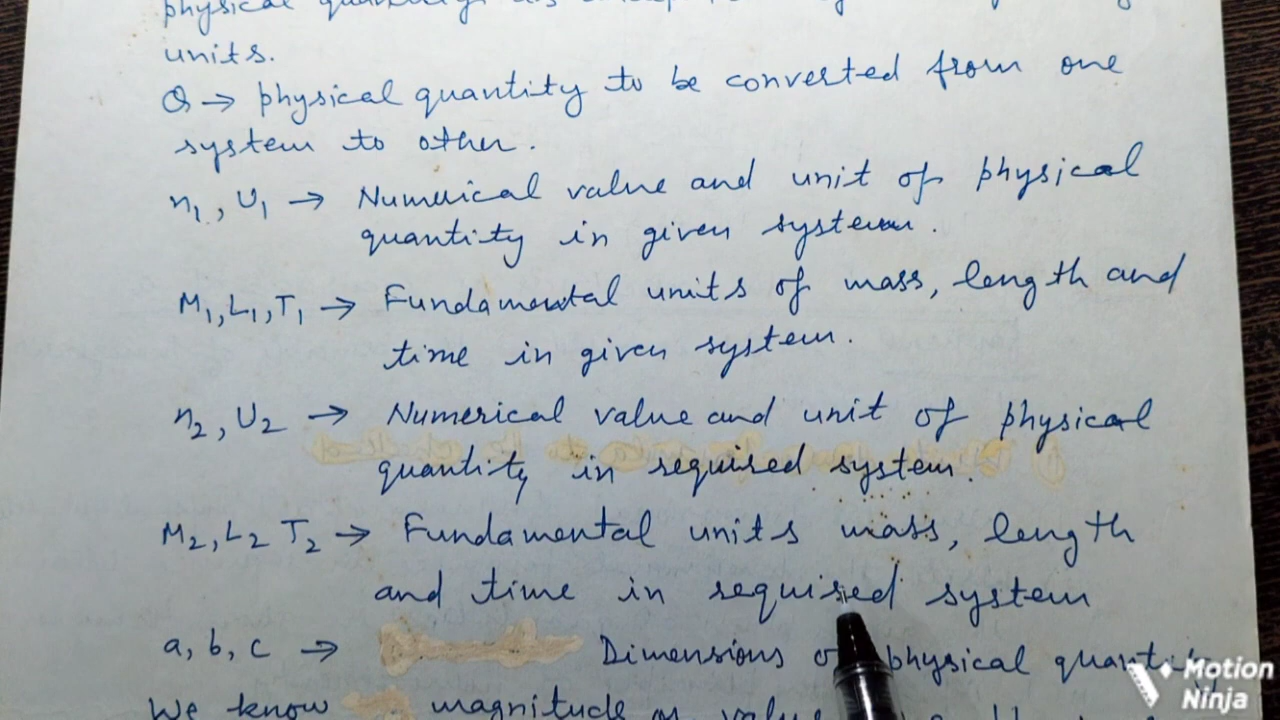 physical
units.
Q → physical quantity to be converted from one
system to other.
n₁, U₁ → Numerical value and unit of physical
quantity in given system.
M₁, L₁, T₁ → Fundamental units of mass, length and
time in given system.
n₂, U₂ → Numerical value and unit of physical
quantity in required system.
M₂, L₂ T₂ → Fundamental units mass, length
and time in required system
a, b, c → Dimensions of physical
We know magnitude
Motion
Ninja